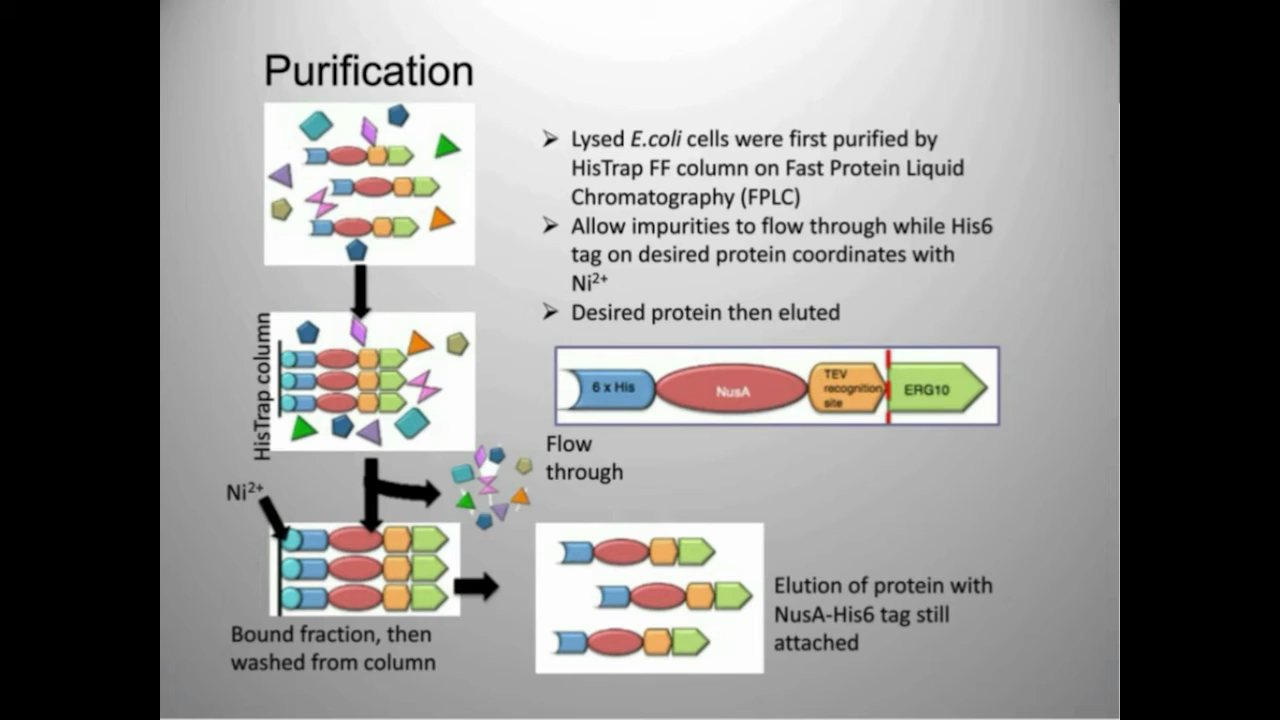 Purification
➢ Lysed E.coli cells were first purified by
HisTrap FF column on Fast Protein Liquid
Chromatography (FPLC)
➢ Allow impurities to flow through while His6
tag on desired protein coordinates with
Ni²⁺
➢ Desired protein then eluted
HisTrap column
6 x His
NusA
TEV
recognition
site
ERG10
Flow
through
Ni²⁺
Bound fraction, then
washed from column
Elution of protein with
NusA-His6 tag still
attached